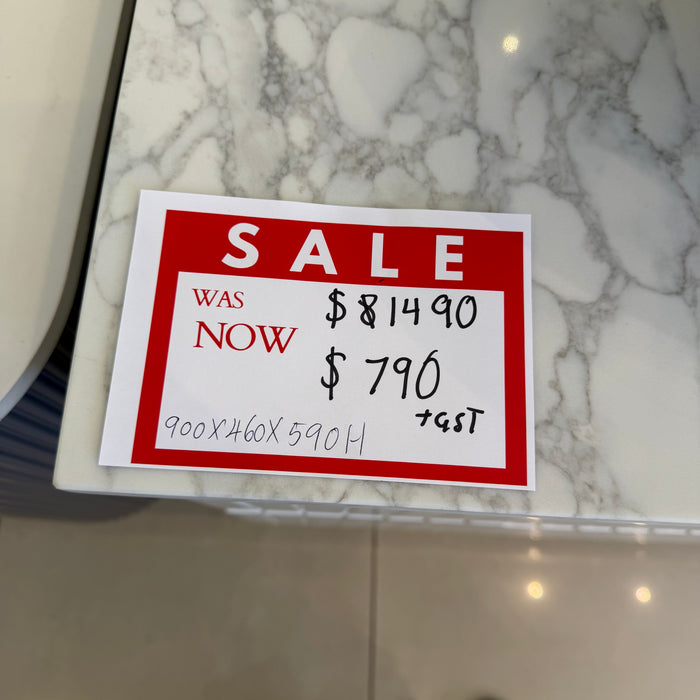 SALE
WAS $81490
NOW $790
+GST
900X460X590H